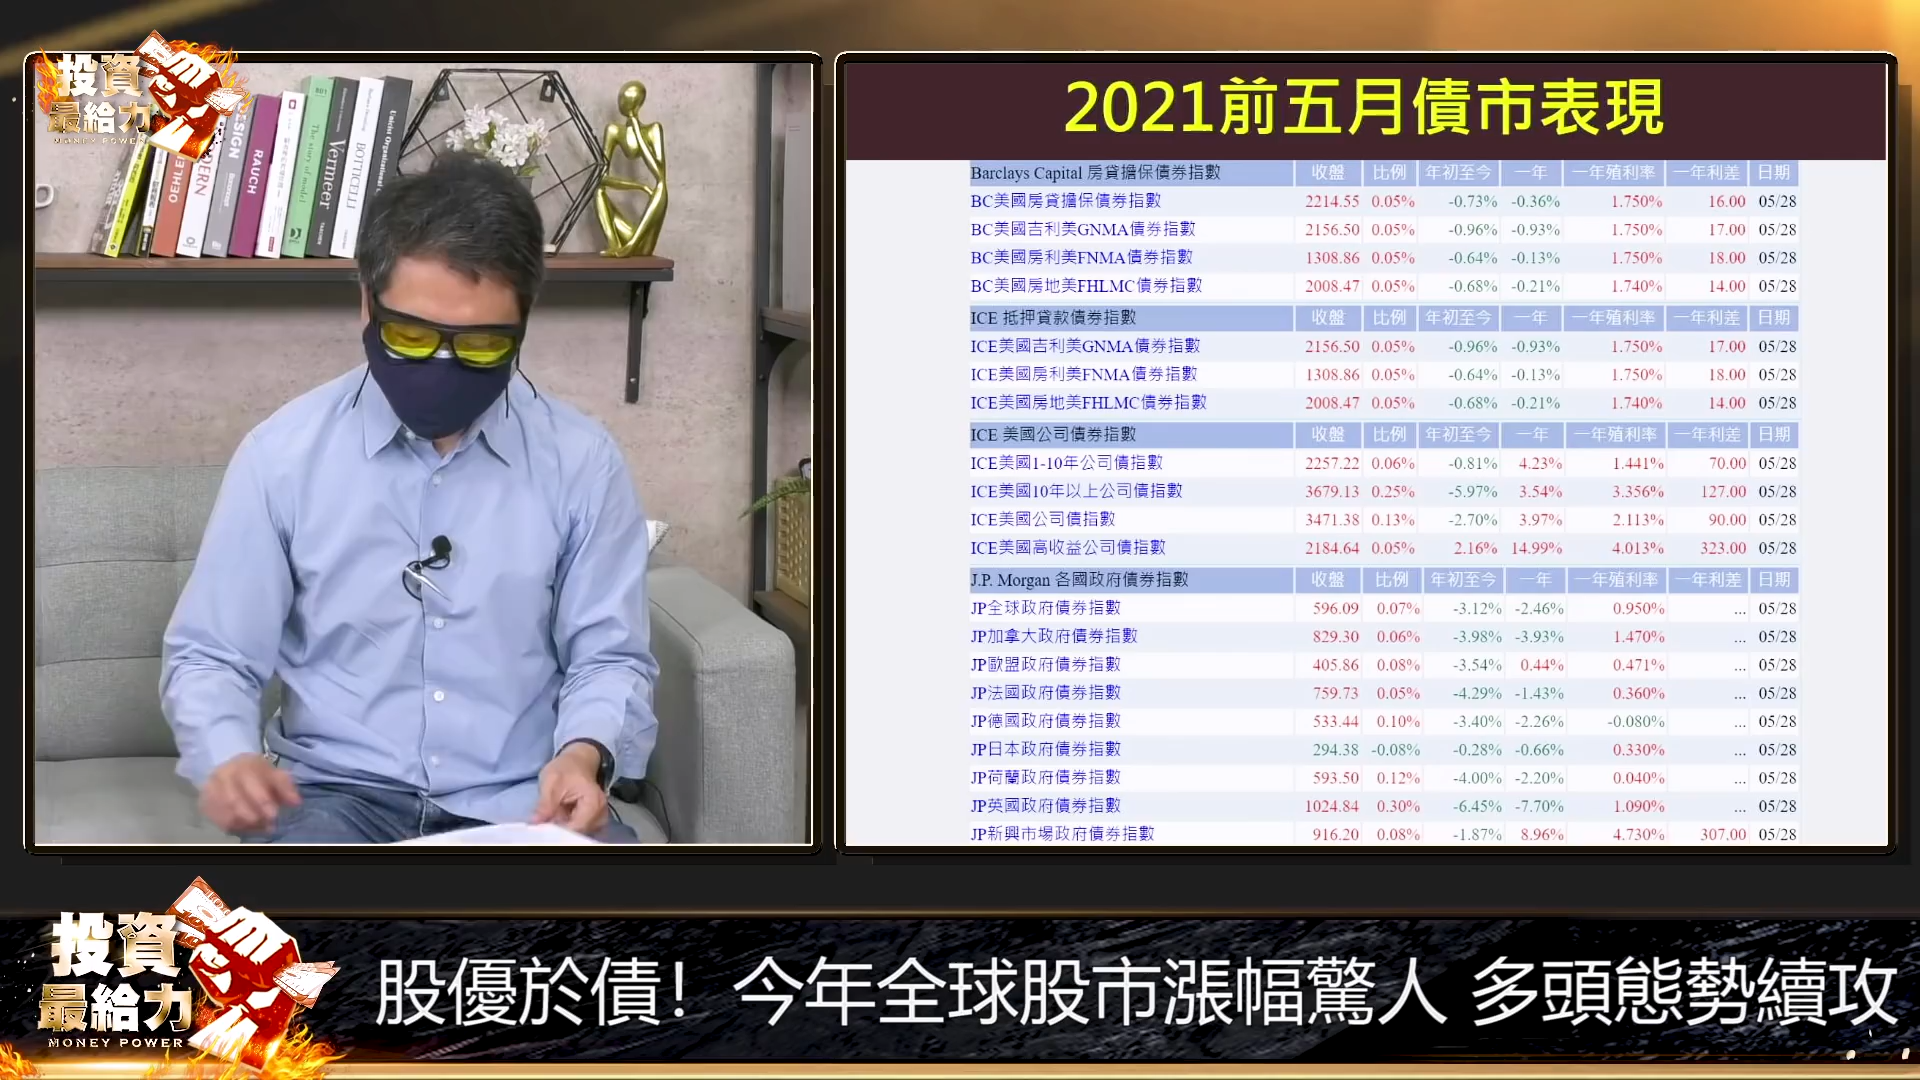 投資
最給力
MONEY POWER
DESIGN
RAUCH
OEHLEN
The story of model
Vermeer
BOTTICELLI
2021前五月債市表現
Barclays Capital 房貸擔保債券指數 收盤 比例 年初至今 一年 一年殖利率 一年利差 日期
BC美國房貸擔保債券指數 2214.55 0.05% -0.73% -0.36% 1.750% 16.00 05/28
BC美國吉利美GNMA債券指數 2156.50 0.05% -0.96% -0.93% 1.750% 17.00 05/28
BC美國房利美FNMA債券指數 1308.86 0.05% -0.64% -0.13% 1.750% 18.00 05/28
BC美國房地美FHLMC債券指數 2008.47 0.05% -0.68% -0.21% 1.740% 14.00 05/28
ICE 抵押貸款債券指數 收盤 比例 年初至今 一年 一年殖利率 一年利差 日期
ICE美國吉利美GNMA債券指數 2156.50 0.05% -0.96% -0.93% 1.750% 17.00 05/28
ICE美國房利美FNMA債券指數 1308.86 0.05% -0.64% -0.13% 1.750% 18.00 05/28
ICE美國房地美FHLMC債券指數 2008.47 0.05% -0.68% -0.21% 1.740% 14.00 05/28
ICE 美國公司債券指數 收盤 比例 年初至今 一年 一年殖利率 一年利差 日期
ICE美國1-10年公司債指數 2257.22 0.06% -0.81% 4.23% 1.441% 70.00 05/28
ICE美國10年以上公司債指數 3679.13 0.25% -5.97% 3.54% 3.356% 127.00 05/28
ICE美國公司債指數 3471.38 0.13% -2.70% 3.97% 2.113% 90.00 05/28
ICE美國高收益公司債指數 2184.64 0.05% 2.16% 14.99% 4.013% 323.00 05/28
J.P. Morgan 各國政府債券指數 收盤 比例 年初至今 一年 一年殖利率 一年利差 日期
JP全球政府債券指數 596.09 0.07% -3.12% -2.46% 0.950% ... 05/28
JP加拿大政府債券指數 829.30 0.06% -3.98% -3.93% 1.470% ... 05/28
JP歐盟政府債券指數 405.86 0.08% -3.54% 0.44% 0.471% ... 05/28
JP法國政府債券指數 759.73 0.05% -4.29% -1.43% 0.360% ... 05/28
JP德國政府債券指數 533.44 0.10% -3.40% -2.26% -0.080% ... 05/28
JP日本政府債券指數 294.38 -0.08% -0.28% -0.66% 0.330% ... 05/28
JP荷蘭政府債券指數 593.50 0.12% -4.00% -2.20% 0.040% ... 05/28
JP英國政府債券指數 1024.84 0.30% -6.45% -7.70% 1.090% ... 05/28
JP新興市場政府債券指數 916.20 0.08% -1.87% 8.96% 4.730% 307.00 05/28
投資
最給力
MONEY POWER
股優於債！今年全球股市漲幅驚人 多頭態勢續攻